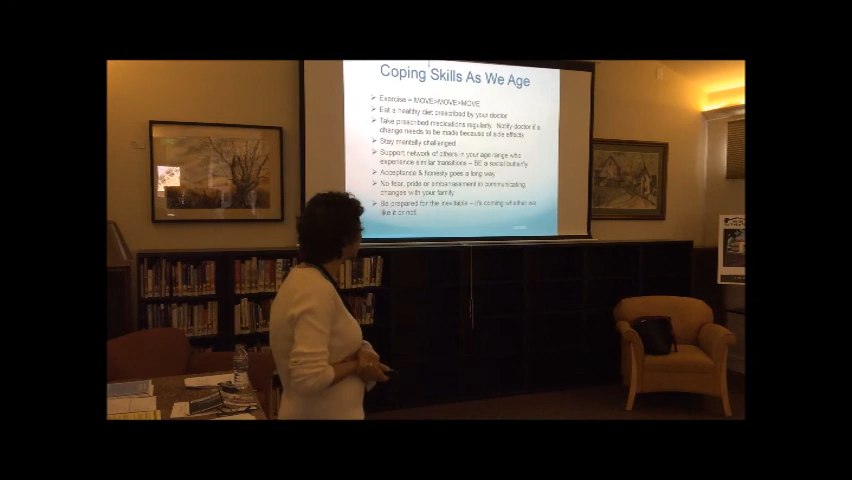 Coping Skills As We Age
Exercise = MOVE>MOVE>MOVE
Eat a healthy diet prescribed by your doctor
Take prescribed medications regularly. Notify doctor if a
change needs to be made because of side effects
Stay mentally challenged
Support network of others in your age range who
experience similar transitions – BE a social butterfly
Acceptance & honesty goes a long way
No fear, pride or embarrassment in communicating
changes with your family
Be prepared for the inevitable – it's coming whether we
like it or not!